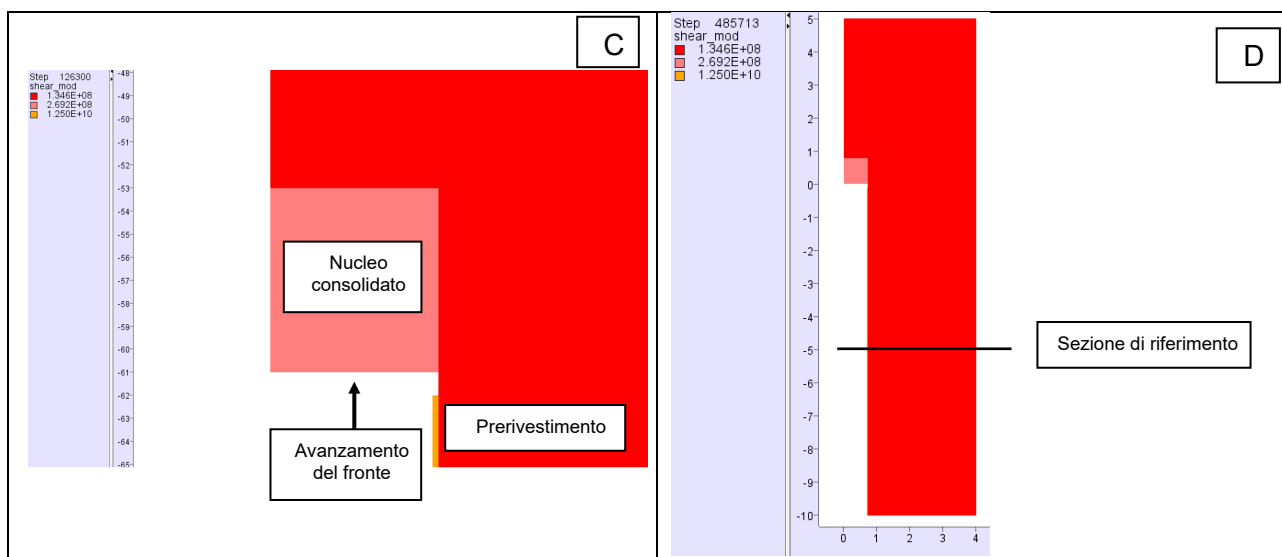 C
Step 126300
shear_mod
1.346E+08
2.692E+08
1.250E+10
-48
-49
-50
-51
-52
-53
-54
-55
-56
-57
-58
-59
-60
-61
-62
-63
-64
-65
Nucleo
consolidato
Avanzamento
del fronte
Prerivestimento
D
Step 485713
shear_mod
1.346E+08
2.692E+08
1.250E+10
5
4
3
2
1
0
-1
-2
-3
-4
-5
-6
-7
-8
-9
-10
0 1 2 3 4
Sezione di riferimento